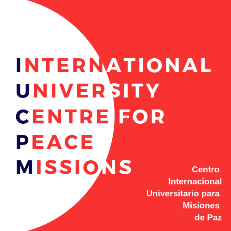 INTERNATIONAL
UNIVERSITY
CENTRE FOR
PEACE
MISSIONS
Centro
Internacional
Universitario para
Misiones
de Paz